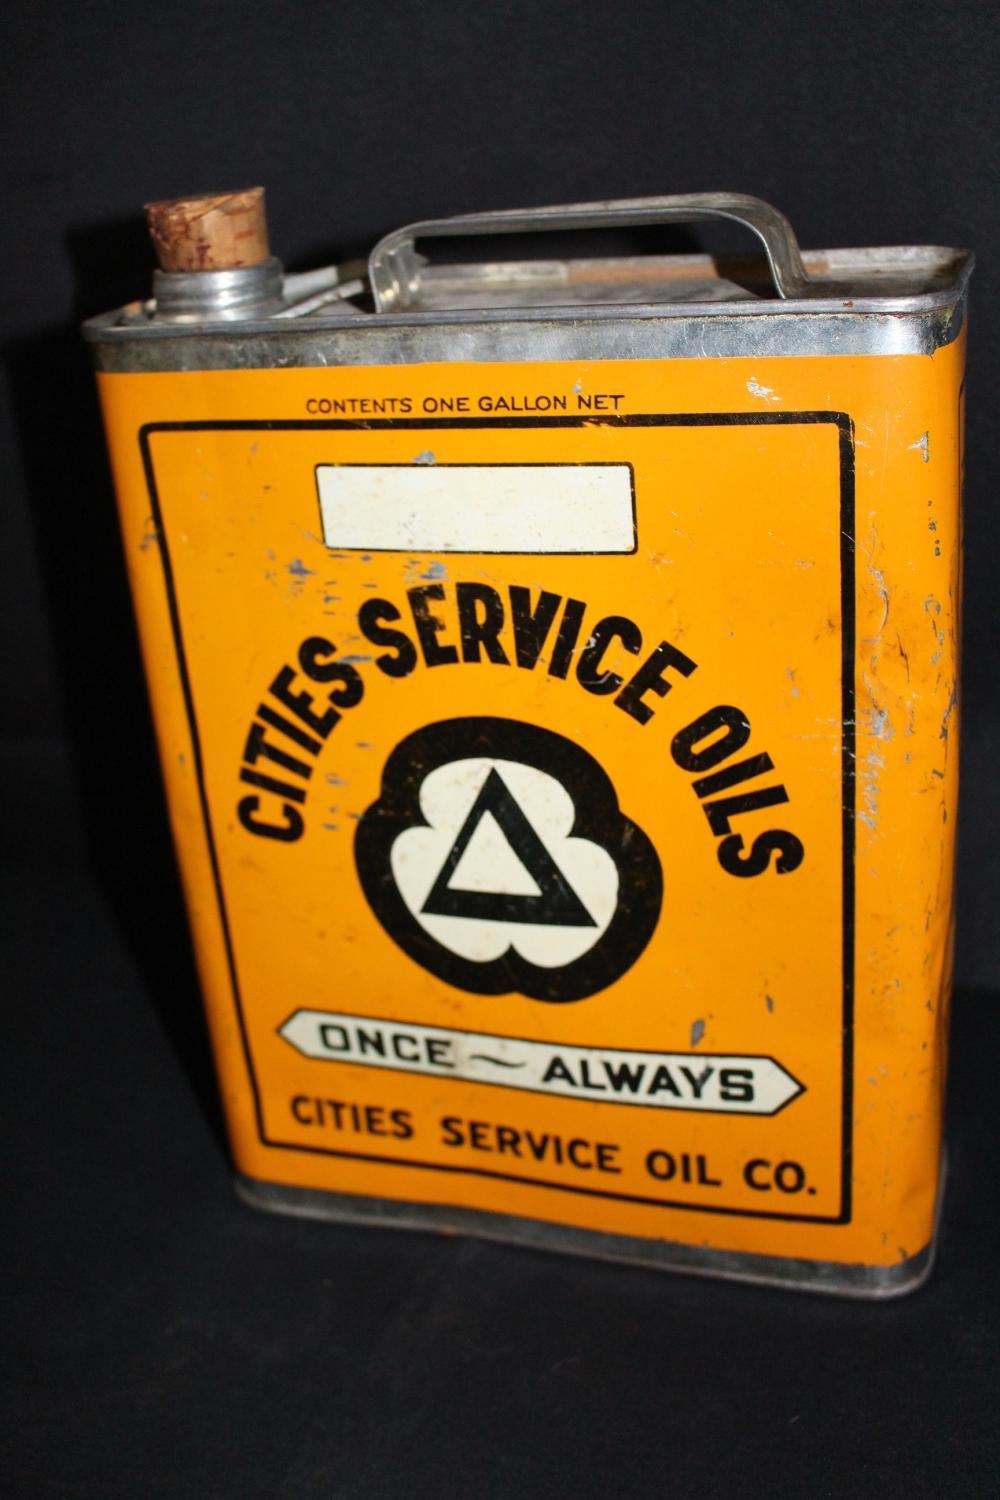 CONTENTS ONE GALLON NET
CITIES SERVICE OILS
ONCE ~ ALWAYS
CITIES SERVICE OIL CO.